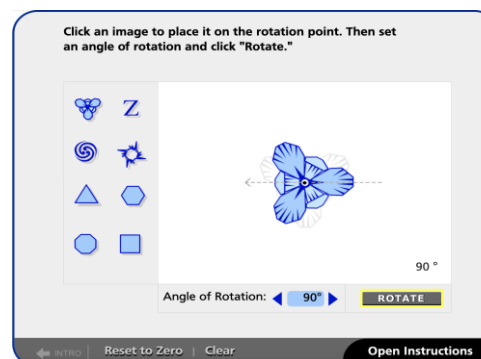 Click an image to place it on the rotation point. Then set
an angle of rotation and click "Rotate."
Z
90 °
Angle of Rotation: 90° ROTATE
INTRO | Reset to Zero | Clear Open Instructions